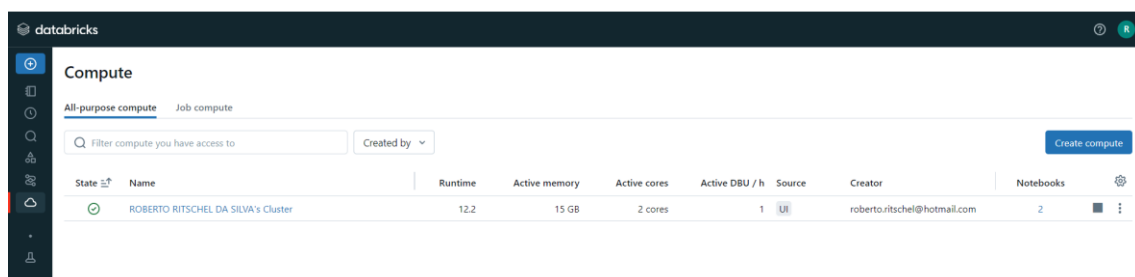 databricks
R
Compute
All-purpose compute Job compute
Filter compute you have access to Created by Create compute
State Name Runtime Active memory Active cores Active DBU / h Source Creator Notebooks
ROBERTO RITSCHEL DA SILVA's Cluster 12.2 15 GB 2 cores 1 UI roberto.ritschel@hotmail.com 2